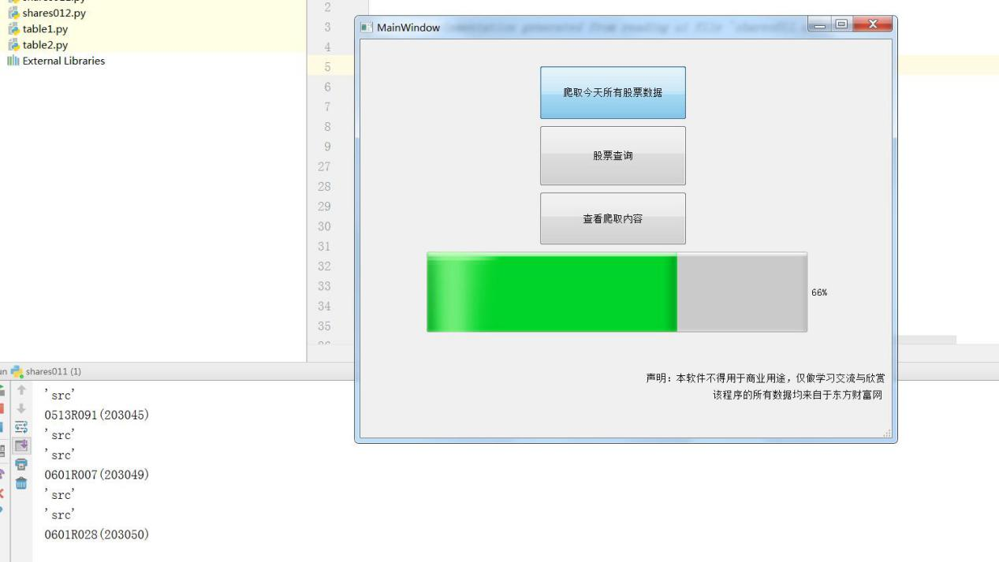 shares012.py
table1.py
table2.py
External Libraries
2
3
4
5
6
7
8
9
27
28
29
30
31
32
33
34
35
MainWindow
爬取今天所有股票数据
股票查询
查看爬取内容
66%
声明：本软件不得用于商业用途，仅做学习交流与欣赏
该程序的所有数据均来自于东方财富网
shares011 (1)
'src'
0513R091(203045)
'src'
'src'
0601R007(203049)
'src'
'src'
0601R028(203050)